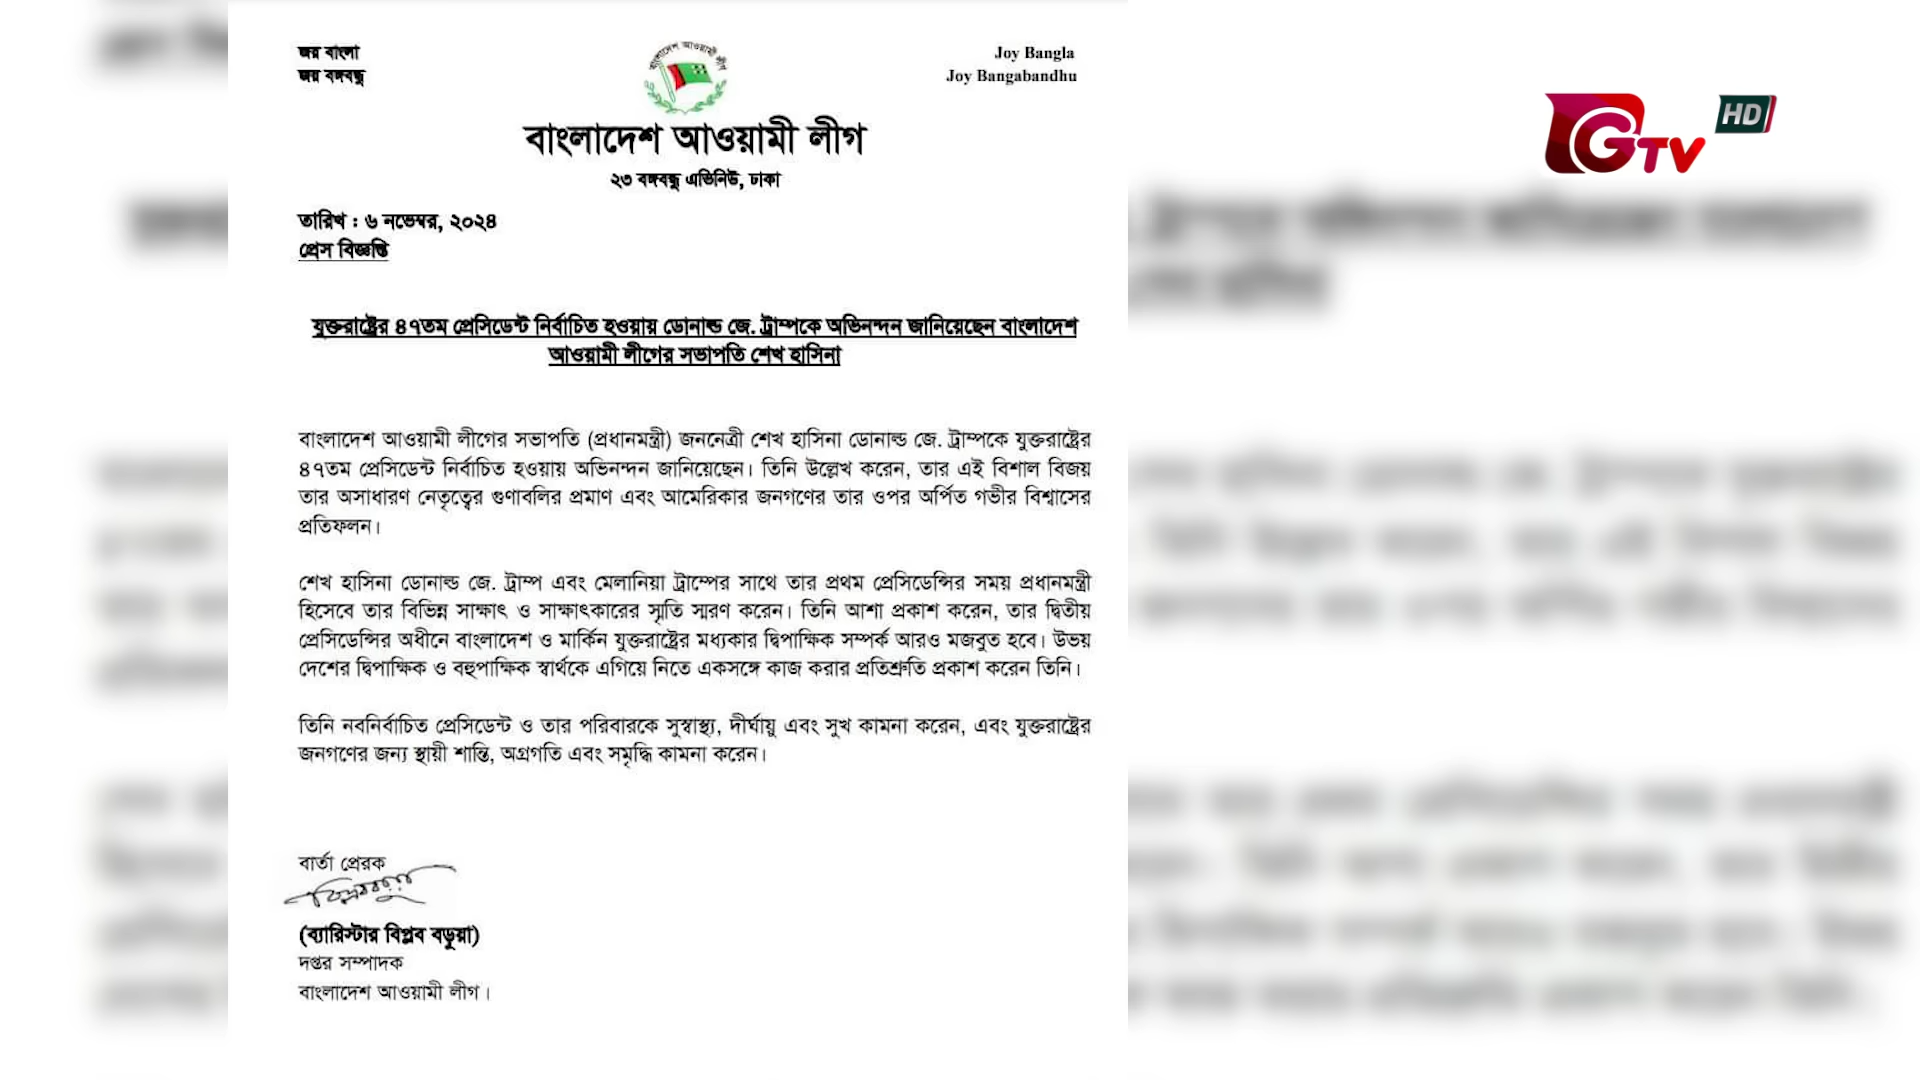 জয় বাংলা
জয় বঙ্গবন্ধু
বাংলাদেশ আওয়ামী লীগ
Joy Bangla
Joy Bangabandhu
GTV HD
বাংলাদেশ আওয়ামী লীগ
২৩ বঙ্গবন্ধু এভিনিউ, ঢাকা
তারিখ : ৬ নভেম্বর, ২০২৪
প্রেস বিজ্ঞপ্তি
যুক্তরাষ্ট্রের ৪৭তম প্রেসিডেন্ট নির্বাচিত হওয়ায় ডোনাল্ড জে. ট্রাম্পকে অভিনন্দন জানিয়েছেন বাংলাদেশ
আওয়ামী লীগের সভাপতি শেখ হাসিনা
বাংলাদেশ আওয়ামী লীগের সভাপতি (প্রধানমন্ত্রী) জননেত্রী শেখ হাসিনা ডোনাল্ড জে. ট্রাম্পকে যুক্তরাষ্ট্রের
৪৭তম প্রেসিডেন্ট নির্বাচিত হওয়ায় অভিনন্দন জানিয়েছেন। তিনি উল্লেখ করেন, তার এই বিশাল বিজয়
তার অসাধারণ নেতৃত্বের গুণাবলির প্রমাণ এবং আমেরিকার জনগণের তার ওপর অর্পিত গভীর বিশ্বাসের
প্রতিফলন।
শেখ হাসিনা ডোনাল্ড জে. ট্রাম্প এবং মেলানিয়া ট্রাম্পের সাথে তার প্রথম প্রেসিডেন্সির সময় প্রধানমন্ত্রী
হিসেবে তার বিভিন্ন সাক্ষাৎ ও সাক্ষাৎকারের স্মৃতি স্মরণ করেন। তিনি আশা প্রকাশ করেন, তার দ্বিতীয়
প্রেসিডেন্সির অধীনে বাংলাদেশ ও মার্কিন যুক্তরাষ্ট্রের মধ্যকার দ্বিপাক্ষিক সম্পর্ক আরও মজবুত হবে। উভয়
দেশের দ্বিপাক্ষিক ও বহুপাক্ষিক স্বার্থকে এগিয়ে নিতে একসঙ্গে কাজ করার প্রতিশ্রুতি প্রকাশ করেন তিনি।
তিনি নবনির্বাচিত প্রেসিডেন্ট ও তার পরিবারকে সুস্বাস্থ্য, দীর্ঘায়ু এবং সুখ কামনা করেন, এবং যুক্তরাষ্ট্রের
জনগণের জন্য স্থায়ী শান্তি, অগ্রগতি এবং সমৃদ্ধি কামনা করেন।
বার্তা প্রেরক
(ব্যারিস্টার বিপ্লব বড়ুয়া)
দপ্তর সম্পাদক
বাংলাদেশ আওয়ামী লীগ।